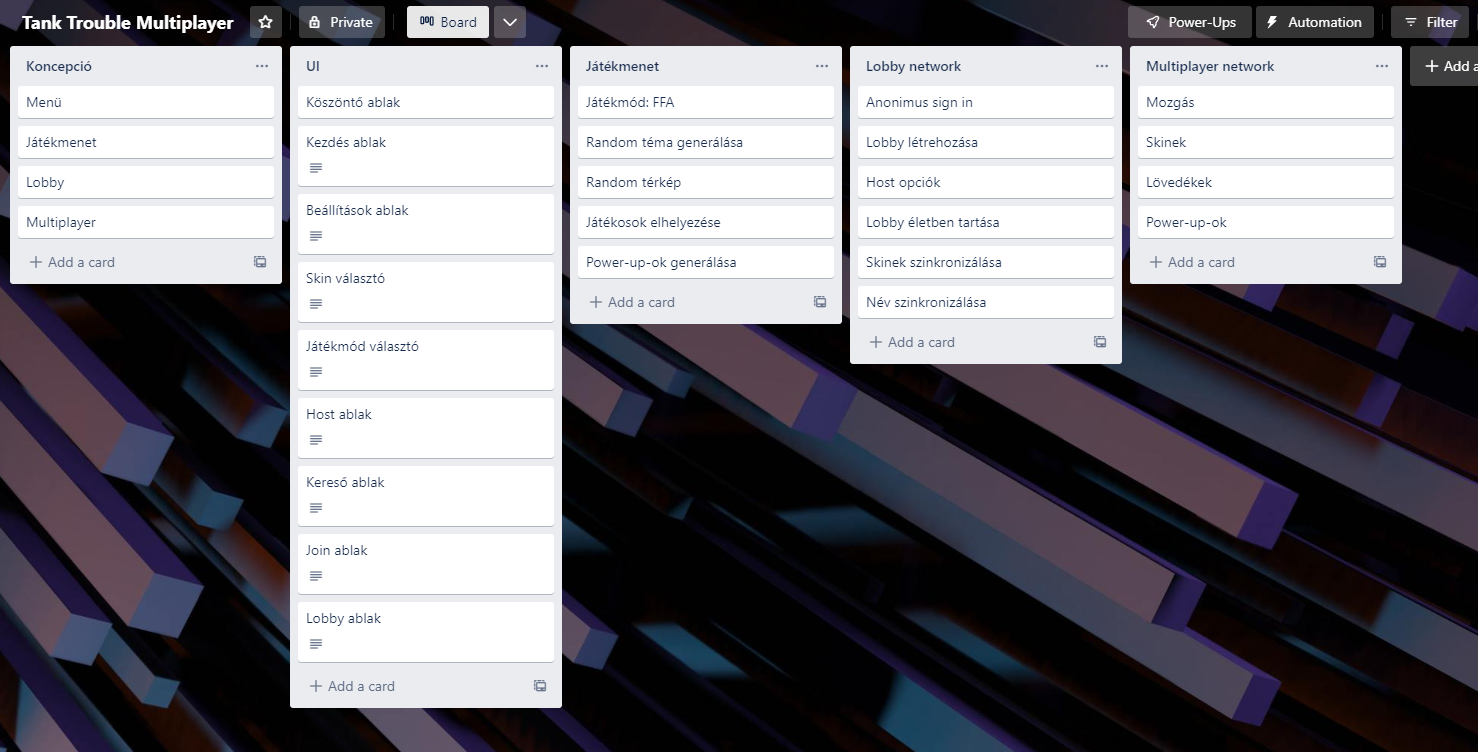 Tank Trouble Multiplayer
Private
Board
Power-Ups
Automation
Filter
Koncepció
Menü
Játékmenet
Lobby
Multiplayer
Add a card
UI
Köszöntő ablak
Kezdés ablak
Beállítások ablak
Skin választó
Játékmód választó
Host ablak
Kereső ablak
Join ablak
Lobby ablak
Add a card
Játékmenet
Játékmód: FFA
Random téma generálása
Random térkép
Játékosok elhelyezése
Power-up-ok generálása
Add a card
Lobby network
Anonimus sign in
Lobby létrehozása
Host opciók
Lobby életben tartása
Skinek szinkronizálása
Név szinkronizálása
Add a card
Multiplayer network
Mozgás
Skinek
Lövedékek
Power-up-ok
Add a card
Add a